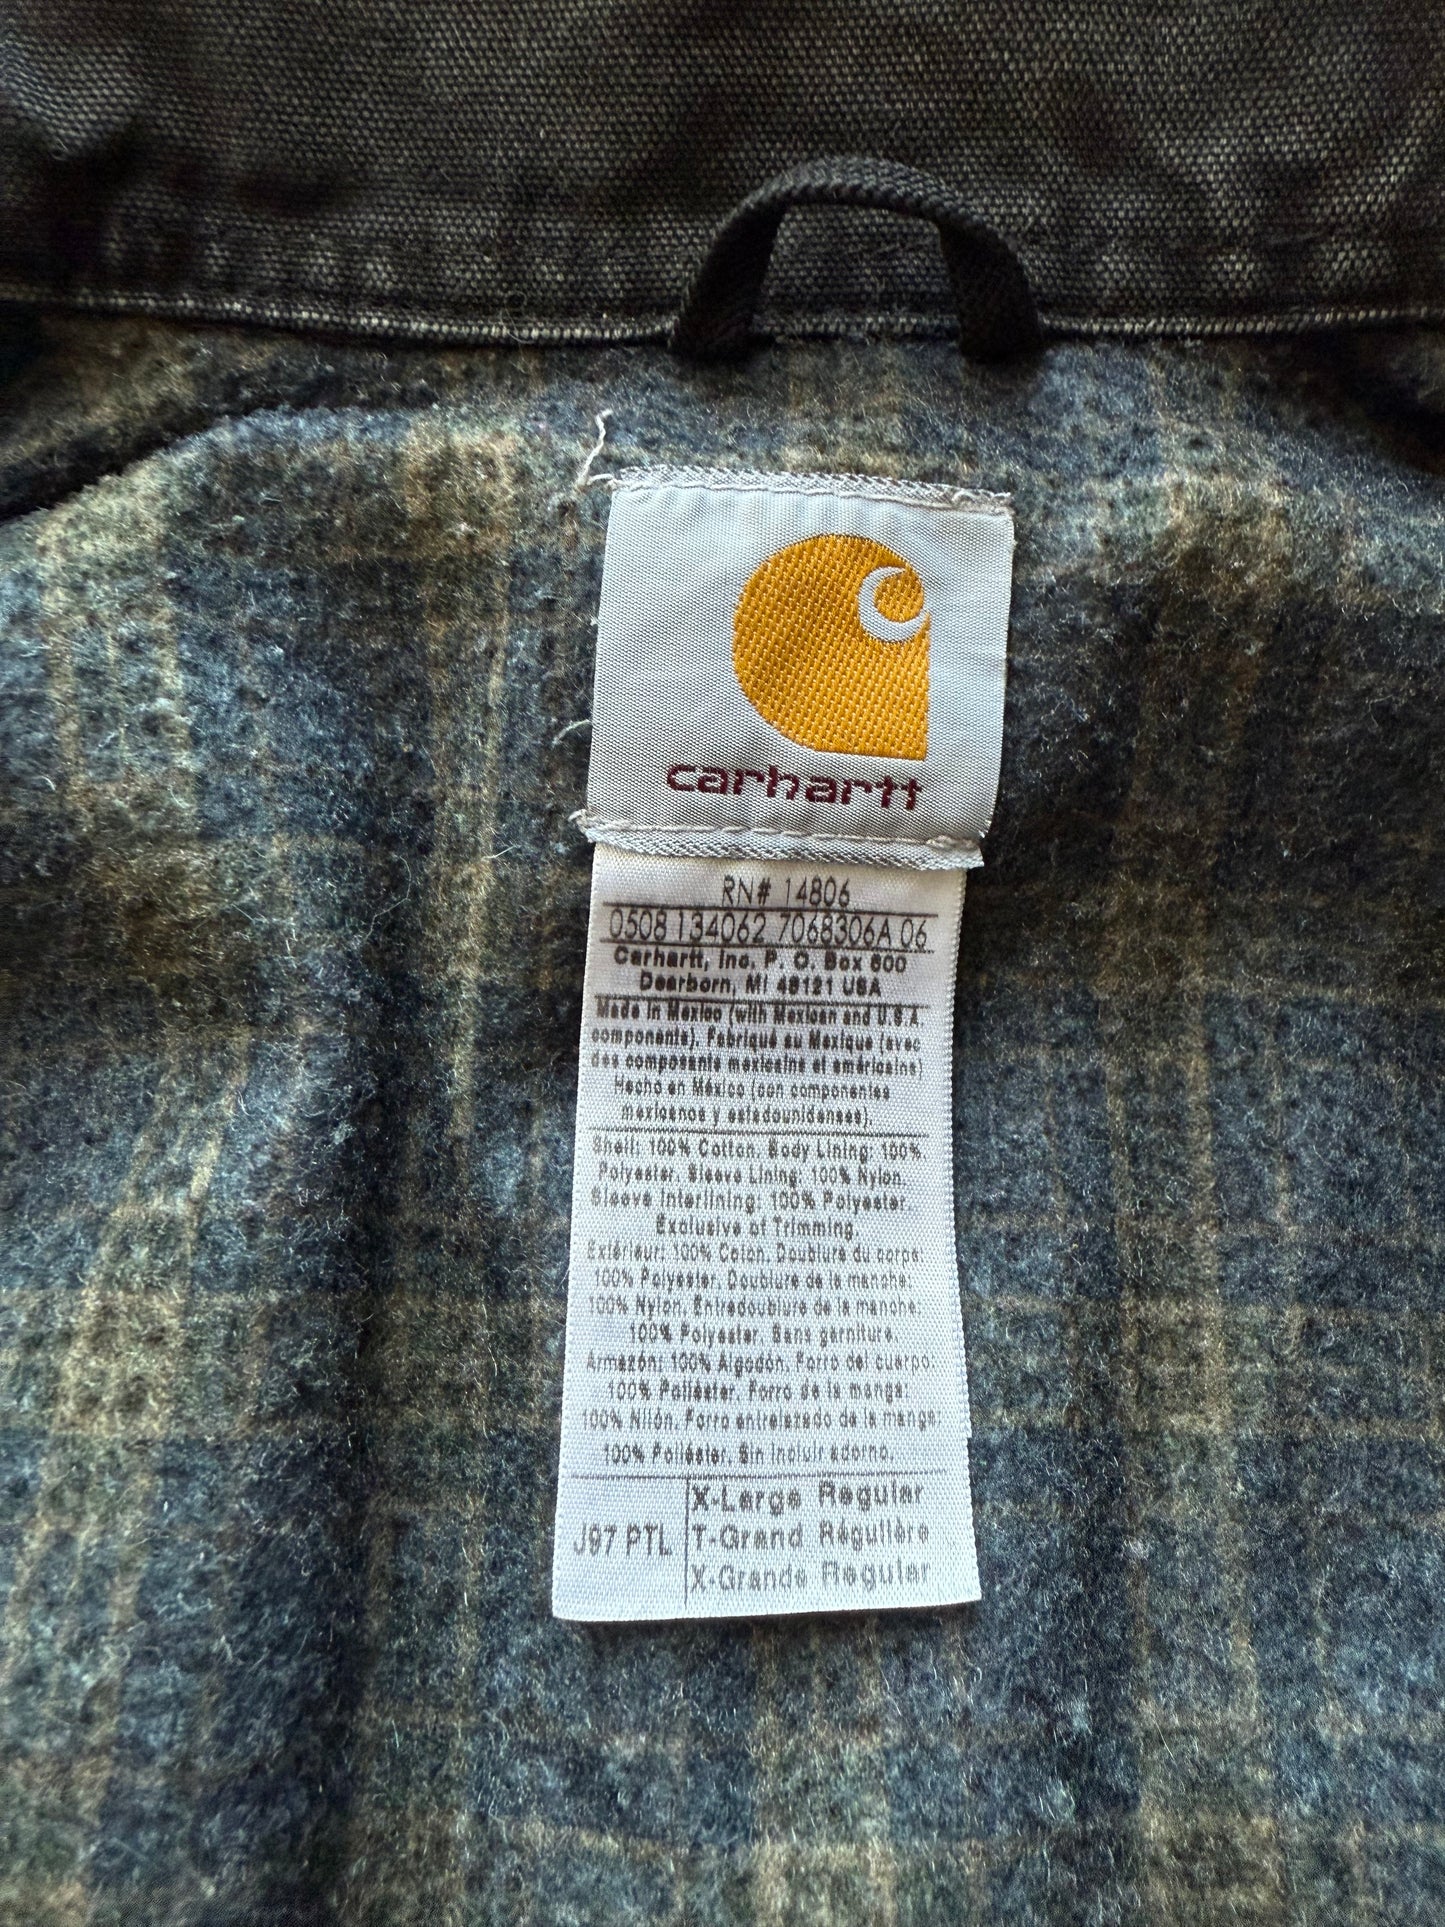 carhartt
RN# 14806
0508 134062 7068306A 06
Carhartt, Inc. P. O. Box 600
Dearborn, MI 48121 USA
Made in Mexico (with Mexican and U.S.A.
components). Fabriqué au Mexique (avec
des composants mexicains et américains)
Hecho en México (con componentes
mexicanos y estadounidenses).
Shell: 100% Cotton. Body Lining: 100%
Polyester. Sleeve Lining: 100% Nylon.
Sleeve Interlining: 100% Polyester.
Exclusive of Trimming.
Extérieur: 100% Coton. Doublure du corps:
100% Polyester. Doublure de la manche:
100% Nylon. Entredoublure de la manche:
100% Polyester. Sans garniture.
Armazón: 100% Algodón. Forro del cuerpo:
100% Poliéster. Forro de la manga:
100% Nilón. Forro entrelazado de la manga:
100% Poliéster. Sin incluir adorno.
J97 PTL
X-Large Regular
T-Grand Régulière
X-Grande Regular